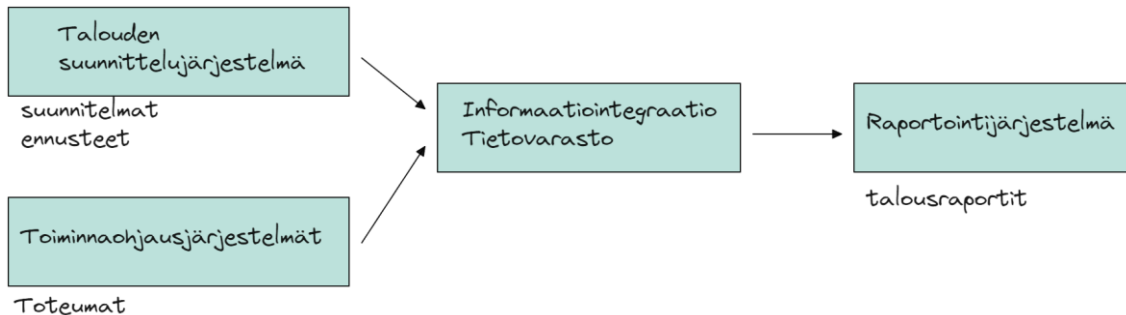 Talouden
suunnittelujärjestelmä
suunnitelmat
ennusteet
Informaatiointegraatio
Tietovarasto
Raportointijärjestelmä
talousraportit
Toiminnaohjausjärjestelmät
Toteumat